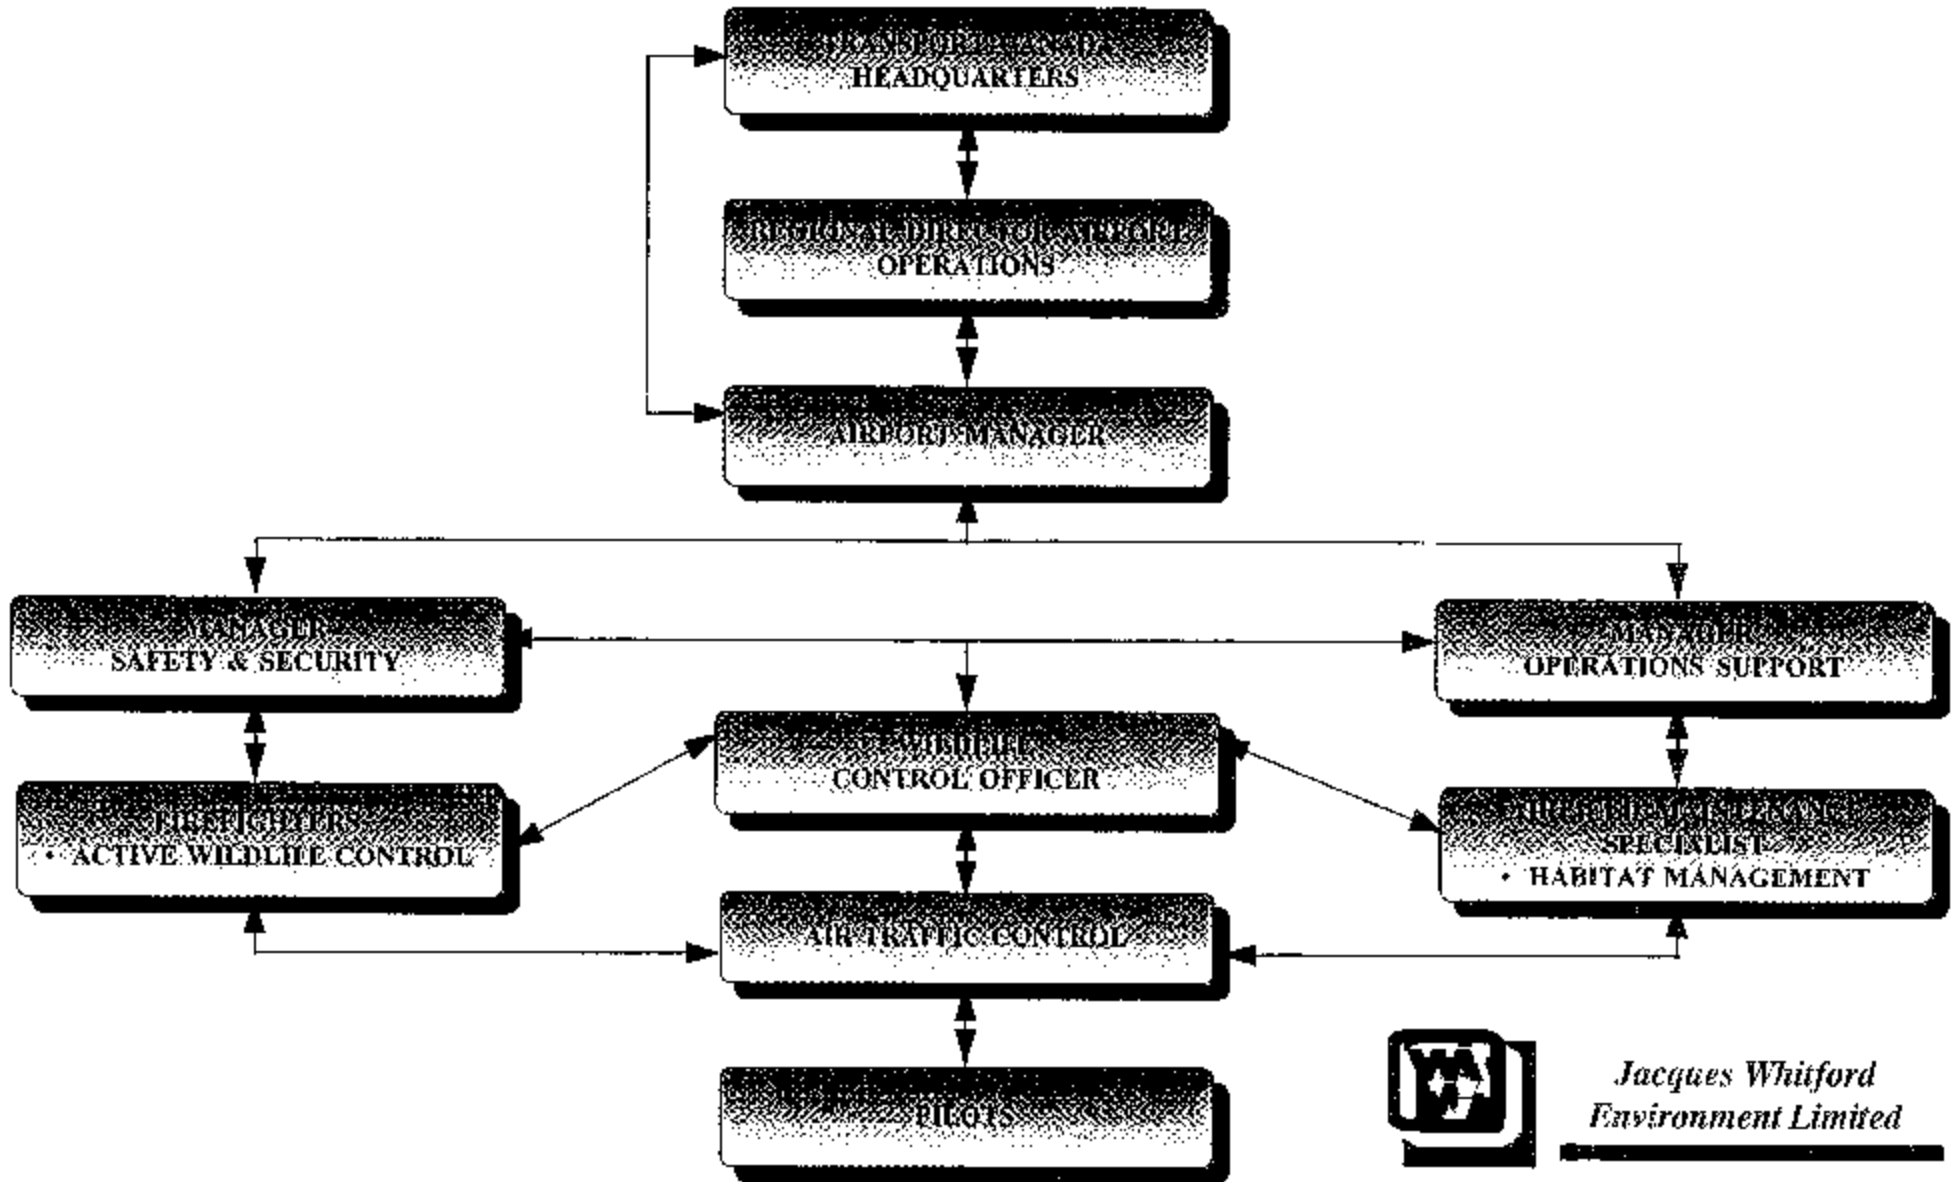 TRANSPORT CANADA
HEADQUARTERS
REGIONAL DIRECTOR AIRPORT
OPERATIONS
AIRPORT MANAGER
MANAGER
SAFETY & SECURITY
MANAGER
OPERATIONS SUPPORT
WILDLIFE
CONTROL OFFICER
FIREFIGHTERS
• ACTIVE WILDLIFE CONTROL
MAINTENANCE
SPECIALIST
• HABITAT MANAGEMENT
AIR TRAFFIC CONTROL
PILOTS
Jacques Whitford
Environment Limited